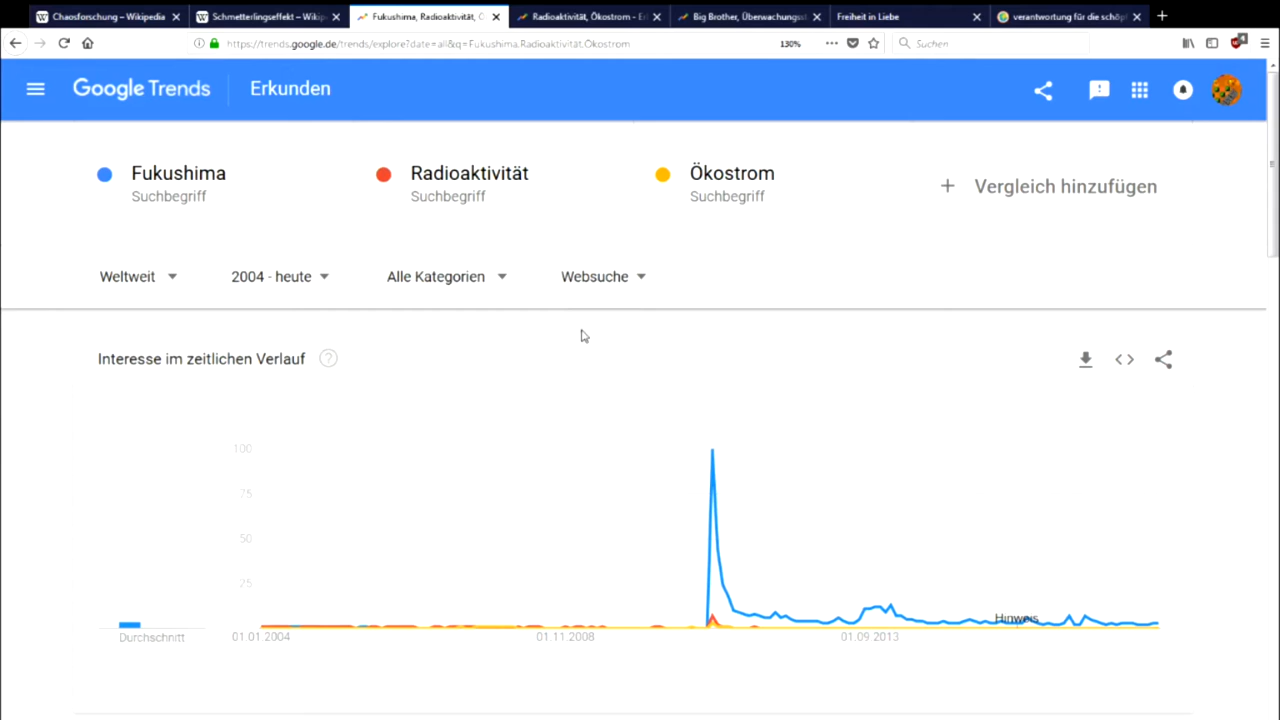 Chaosforschung – Wikipedia
Schmetterlingseffekt – Wikip
Fukushima, Radioaktivität, Ö
Radioaktivität, Ökostrom - E
Big Brother, Überwachungss
Freiheit in Liebe
verantwortung für die schöpf
https://trends.google.de/trends/explore?date=all&q=Fukushima,Radioaktivität,Ökostrom
130%
Suchen
4
Google Trends
Erkunden
Fukushima
Suchbegriff
Radioaktivität
Suchbegriff
Ökostrom
Suchbegriff
+ Vergleich hinzufügen
Weltweit
2004 - heute
Alle Kategorien
Websuche
Interesse im zeitlichen Verlauf
100
75
50
25
Hinweis
Durchschnitt
01.01.2004
01.11.2008
01.09.2013